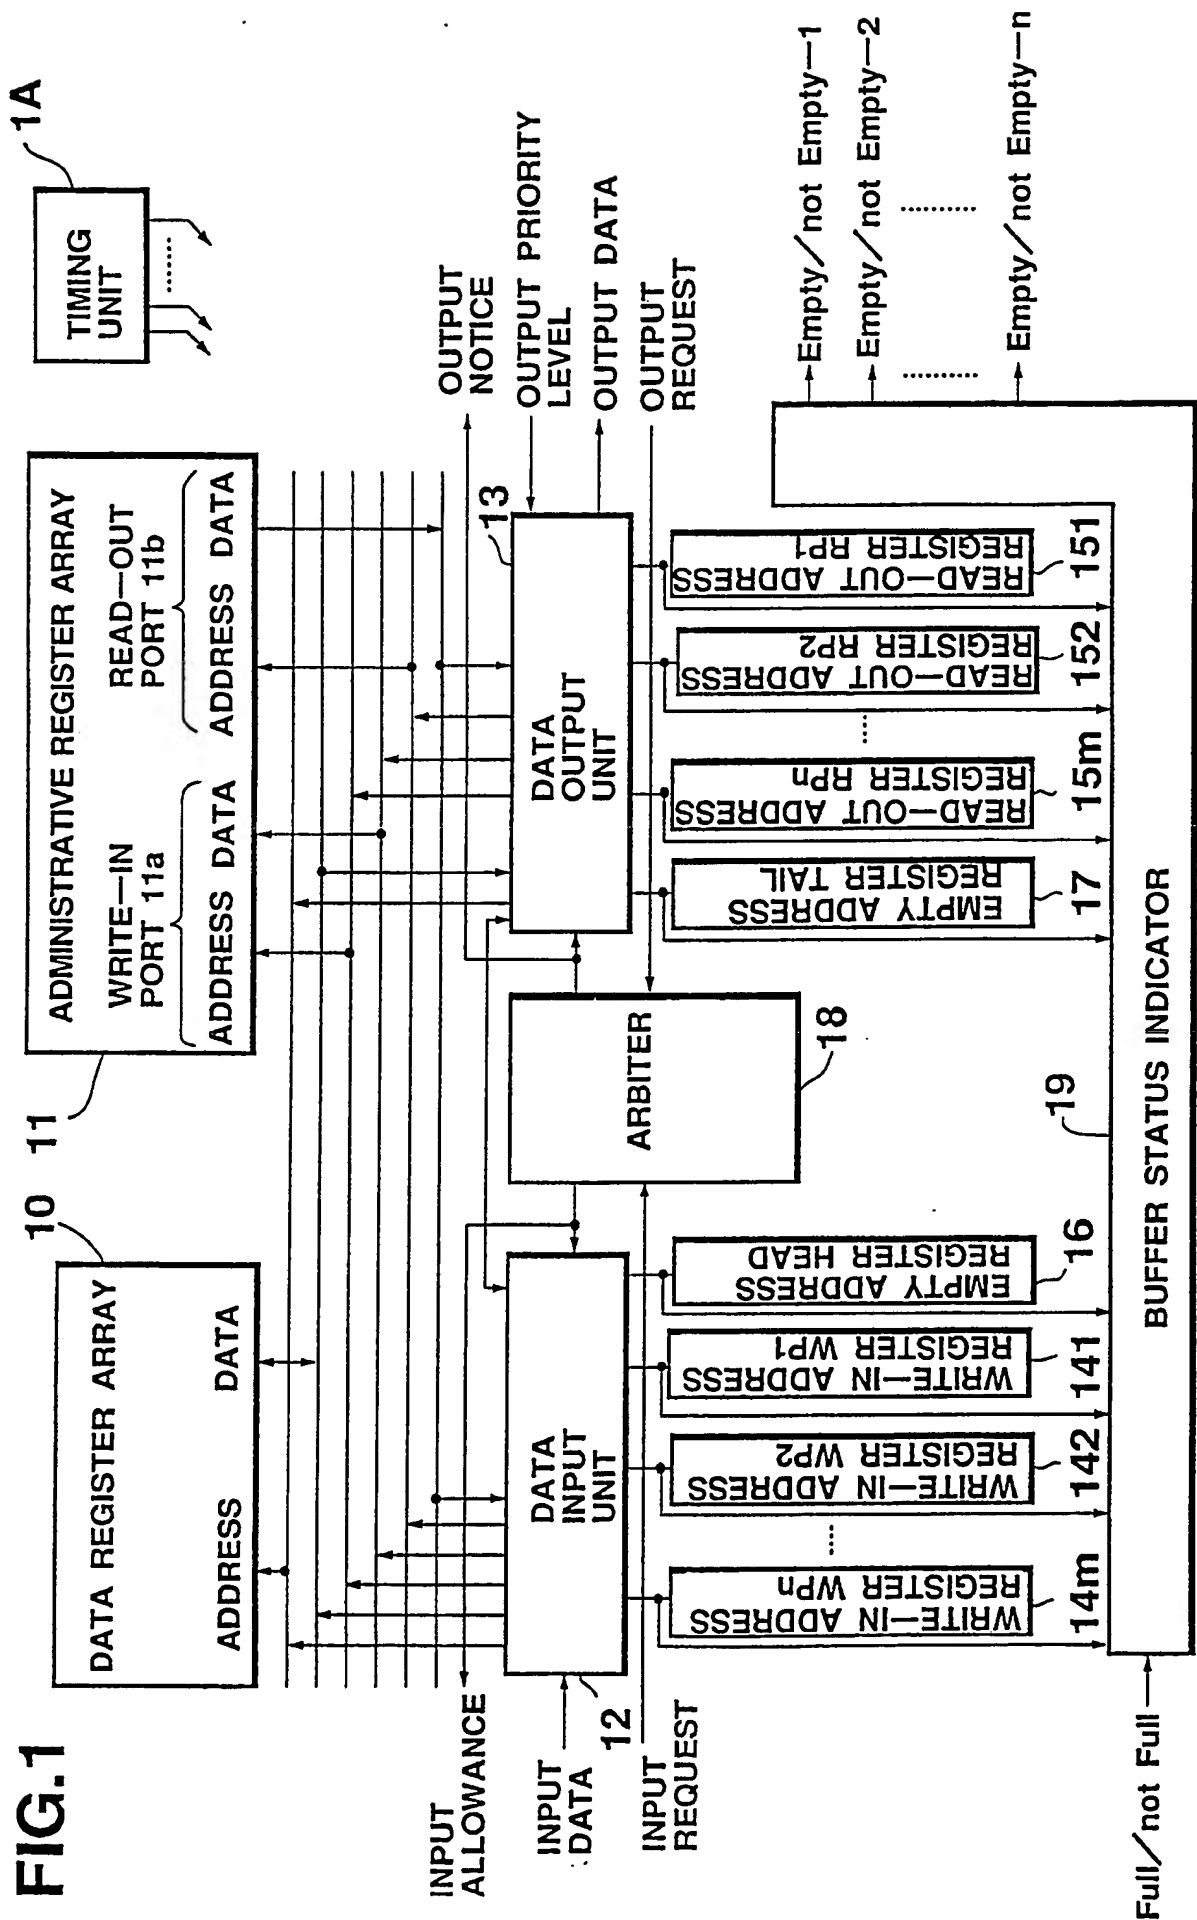 FIG.1
DATA REGISTER ARRAY
ADDRESS DATA
10
11
ADMINISTRATIVE REGISTER ARRAY
WRITE—IN
PORT 11a
READ—OUT
PORT 11b
ADDRESS DATA
ADDRESS DATA
TIMING
UNIT
1A
INPUT
ALLOWANCE
INPUT
DATA
INPUT
REQUEST
DATA
INPUT
UNIT
12
ARBITER
18
DATA
OUTPUT
UNIT
13
OUTPUT
NOTICE
OUTPUT PRIORITY
LEVEL
OUTPUT DATA
OUTPUT
REQUEST
WRITE—IN ADDRESS
REGISTER WPn
14m
WRITE—IN ADDRESS
REGISTER WP2
142
WRITE—IN ADDRESS
REGISTER WP1
141
EMPTY ADDRESS
REGISTER HEAD
16
EMPTY ADDRESS
REGISTER TAIL
17
READ—OUT ADDRESS
REGISTER RPn
15m
READ—OUT ADDRESS
REGISTER RP2
152
READ—OUT ADDRESS
REGISTER RP1
151
19
BUFFER STATUS INDICATOR
Full/not Full
Empty/not Empty—1
Empty/not Empty—2
Empty/not Empty—n